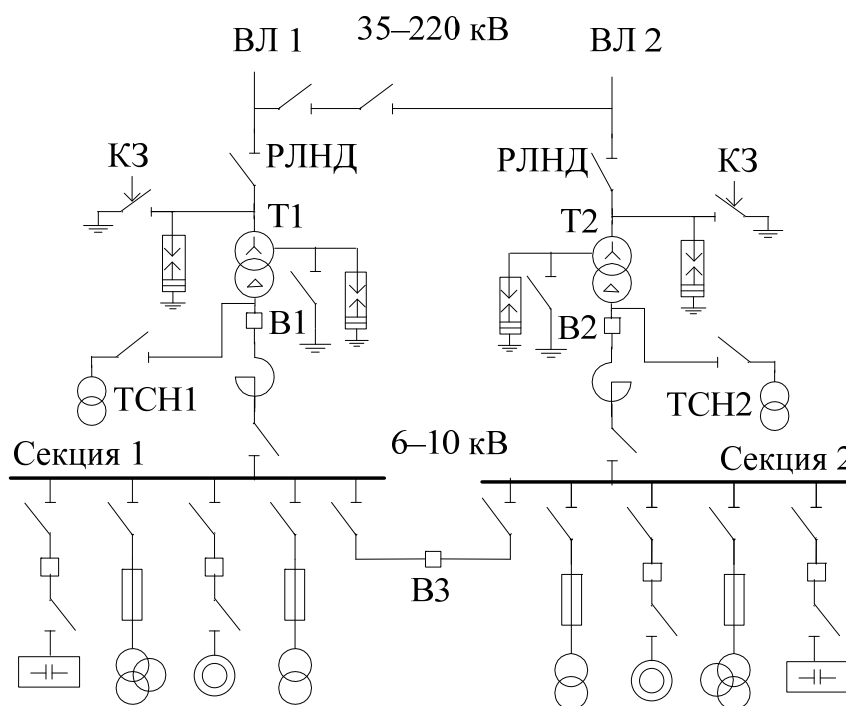 35–220 кВ
ВЛ 1
ВЛ 2
КЗ
РЛНД
РЛНД
КЗ
Т1
Т2
В1
В2
ТСН1
ТСН2
6–10 кВ
Секция 1
Секция 2
В3